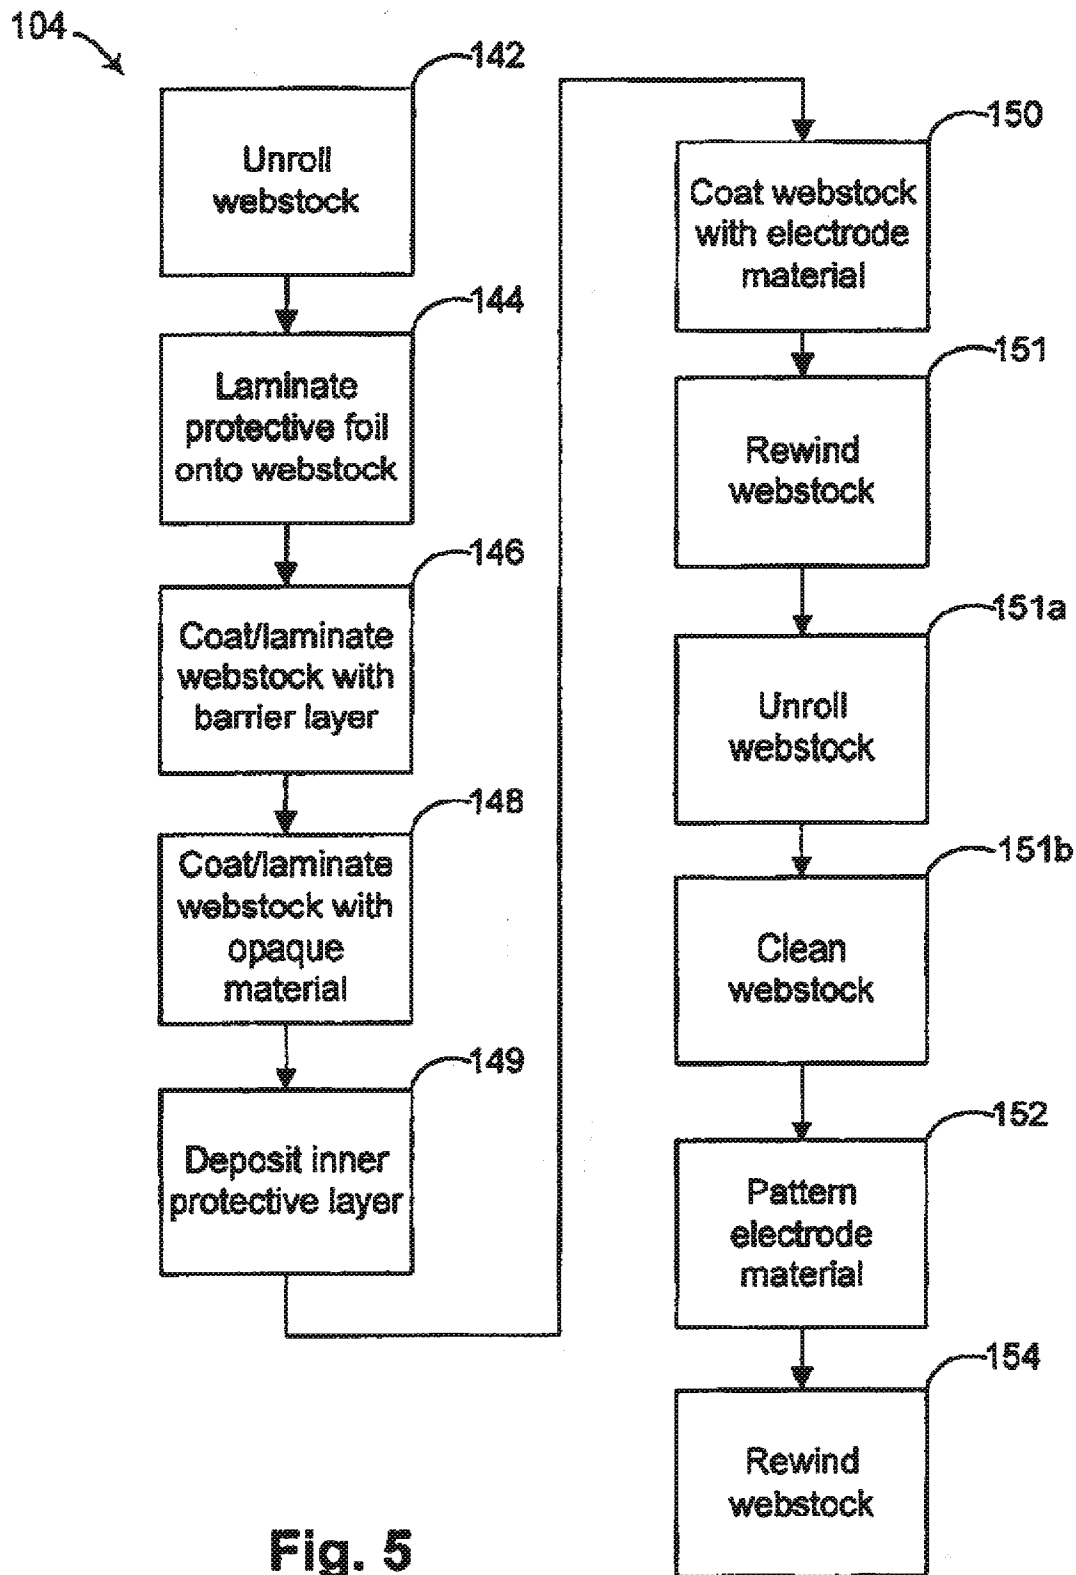 104
142
Unroll
webstock
144
Laminate
protective foil
onto webstock
146
Coat/laminate
webstock with
barrier layer
148
Coat/laminate
webstock with
opaque
material
149
Deposit inner
protective layer
150
Coat webstock
with electrode
material
151
Rewind
webstock
151a
Unroll
webstock
151b
Clean
webstock
152
Pattern
electrode
material
154
Rewind
webstock
Fig. 5